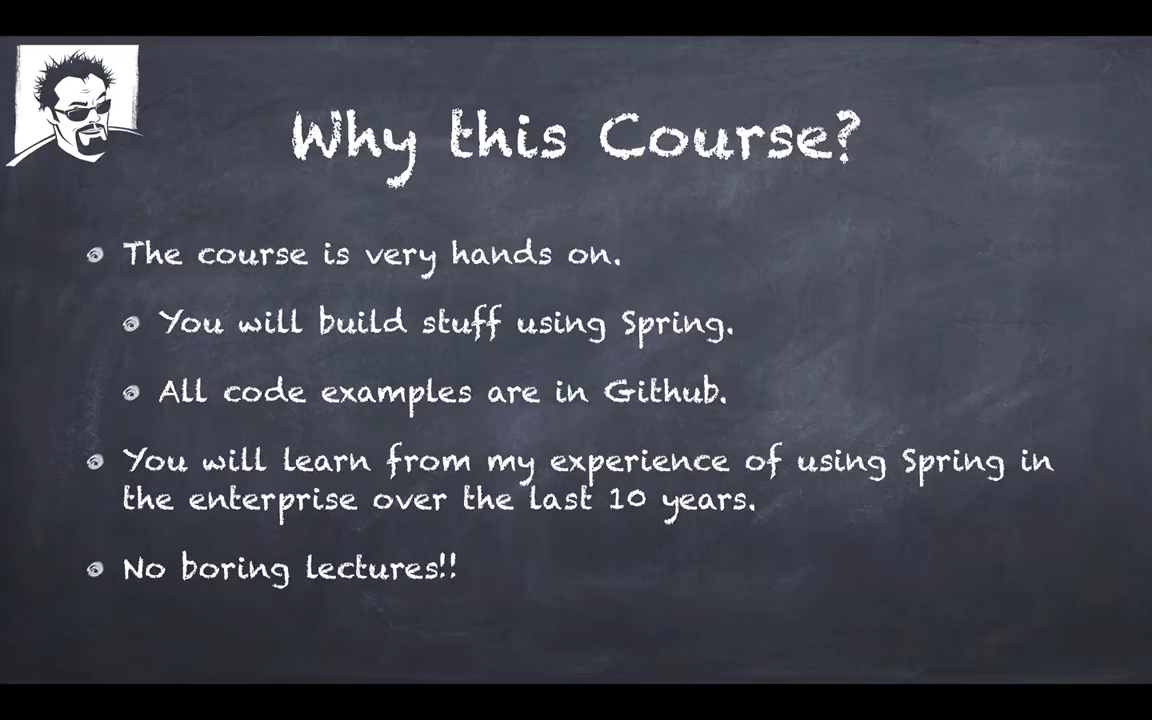 Why this Course?
The course is very hands on.
You will build stuff using Spring.
All code examples are in Github.
You will learn from my experience of using Spring in
the enterprise over the last 10 years.
No boring lectures!!